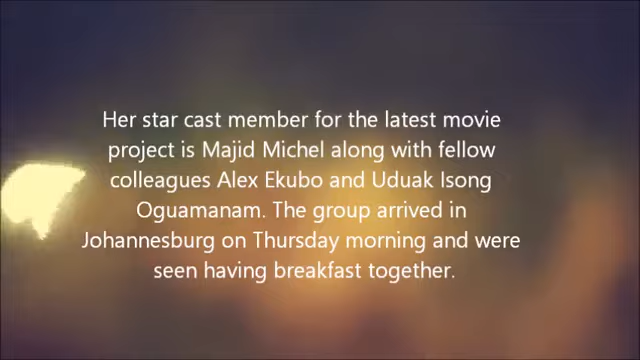 Her star cast member for the latest movie
project is Majid Michel along with fellow
colleagues Alex Ekubo and Uduak Isong
Oguamanam. The group arrived in
Johannesburg on Thursday morning and were
seen having breakfast together.